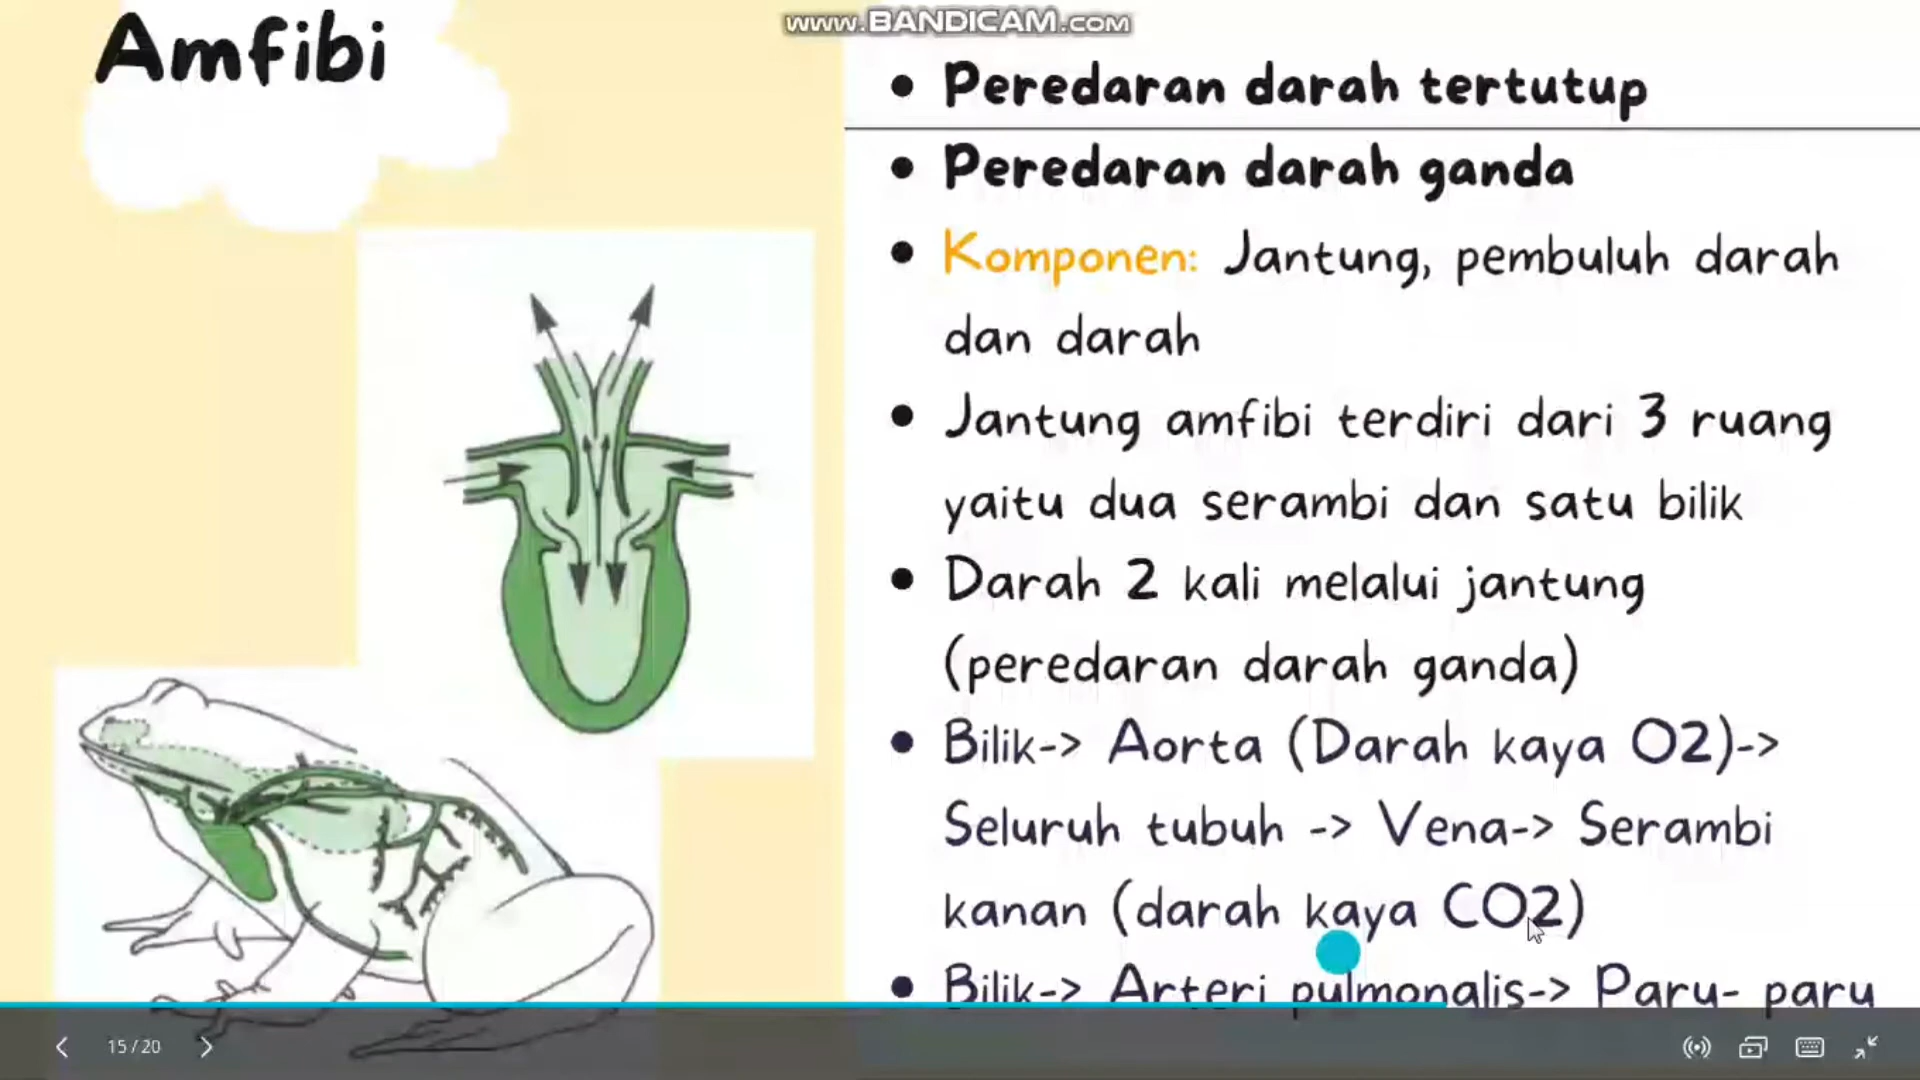 www.BANDICAM.com
Amfibi
• Peredaran darah tertutup
• Peredaran darah ganda
• Komponen: Jantung, pembuluh darah
dan darah
• Jantung amfibi terdiri dari 3 ruang
yaitu dua serambi dan satu bilik
• Darah 2 kali melalui jantung
(peredaran darah ganda)
• Bilik-> Aorta (Darah kaya O2)->
Seluruh tubuh -> Vena-> Serambi
kanan (darah kaya CO2)
• Bilik-> Arteri pulmonalis-> Paru- paru
15/20